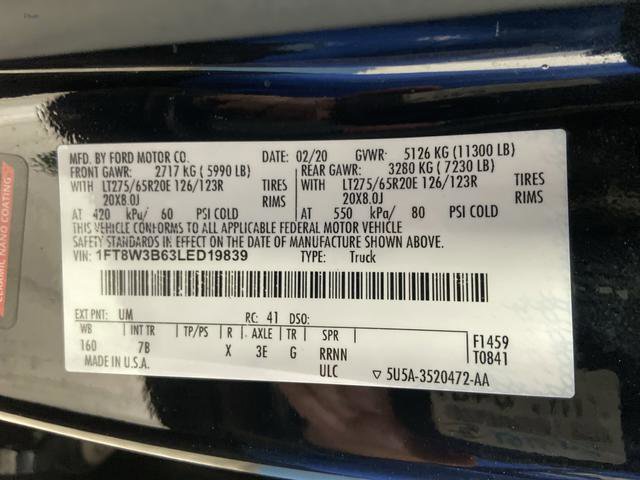 MFD. BY FORD MOTOR CO. DATE: 02/20 GVWR: 5126 KG (11300 LB)
FRONT GAWR: 2717 KG ( 5990 LB) REAR GAWR: 3280 KG ( 7230 LB)
WITH LT275/65R20E 126/123R TIRES WITH LT275/65R20E 126/123R TIRES
20X8.0J RIMS 20X8.0J RIMS
AT 420 kPa/ 60 PSI COLD AT 550 kPa/ 80 PSI COLD
THIS VEHICLE CONFORMS TO ALL APPLICABLE FEDERAL MOTOR VEHICLE
SAFETY STANDARDS IN EFFECT ON THE DATE OF MANUFACTURE SHOWN ABOVE.
VIN: 1FT8W3B63LED19839 TYPE: Truck
EXT PNT: UM RC: 41 DSO:
WB INT TR TP/PS R AXLE TR SPR F1459
160 7B X 3E G RRNN T0841
MADE IN U.S.A. ULC 5U5A-3520472-AA
CERAMIC NANO COATING